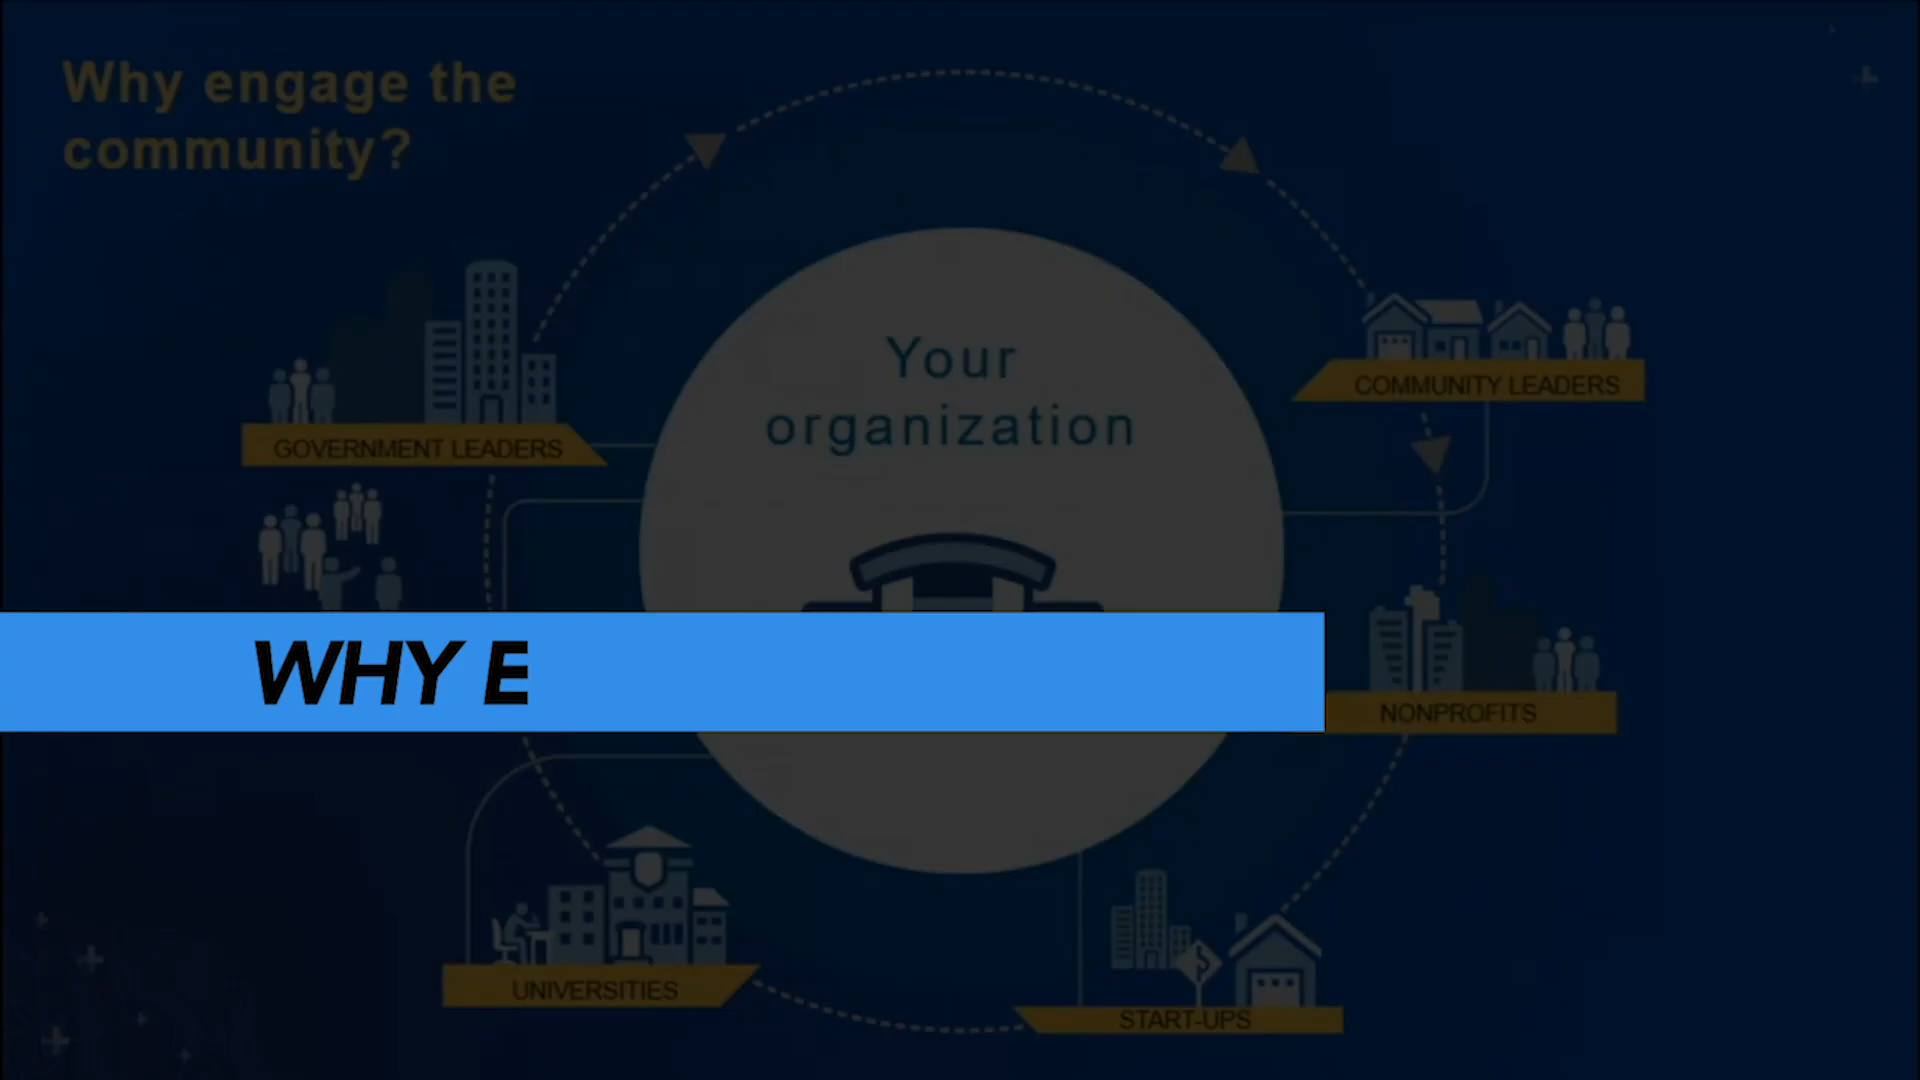 Why engage the
community?
Your
organization
COMMUNITY LEADERS
GOVERNMENT LEADERS
WHY E
NONPROFITS
UNIVERSITIES
START-UPS